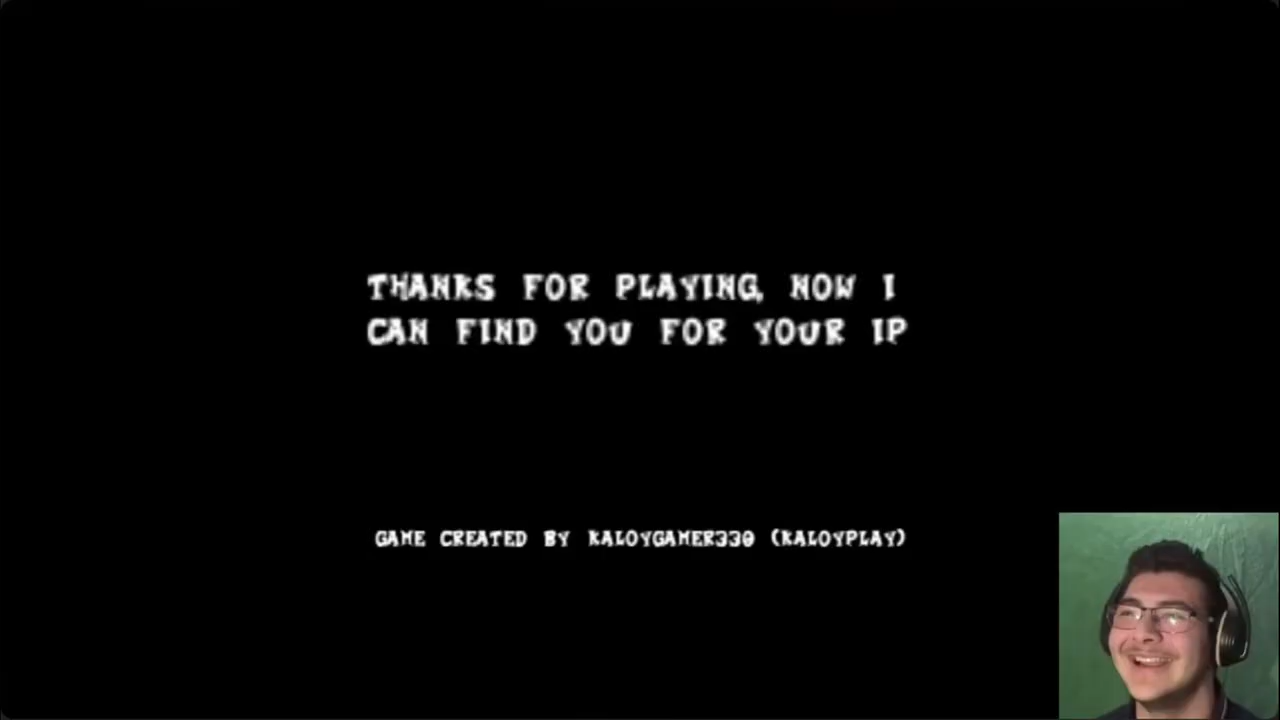 THANKS FOR PLAYING, NOW I
CAN FIND YOU FOR YOUR IP
GAME CREATED BY KALOYGAMER330 (KALOYPLAY)